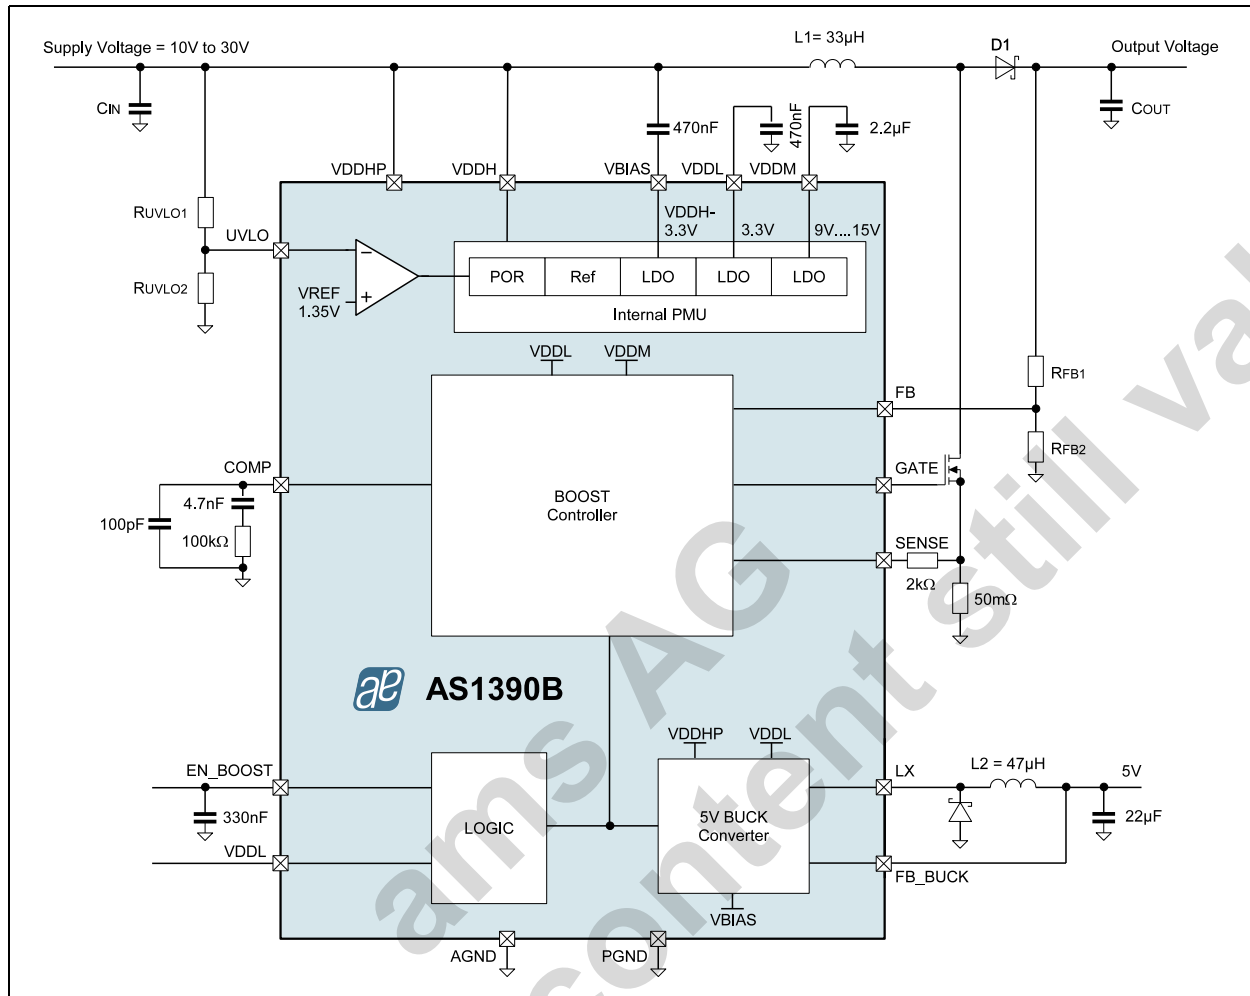 Supply Voltage = 10V to 30V
L1= 33µH
D1
Output Voltage
CIN
470nF
470nF
2.2µF
COUT
VDDHP
VDDH
VBIAS
VDDL
VDDM
RUVLO1
UVLO
RUVLO2
VDDH-
3.3V
3.3V
9V....15V
POR
Ref
LDO
LDO
LDO
Internal PMU
VREF
1.35V
VDDL
VDDM
RFB1
FB
RFB2
COMP
GATE
4.7nF
100pF
100kΩ
BOOST
Controller
SENSE
2kΩ
50mΩ
ae
AS1390B
VDDHP
VDDL
EN_BOOST
LX
L2 = 47µH
5V
330nF
LOGIC
5V BUCK
Converter
22µF
VDDL
FB_BUCK
VBIAS
AGND
PGND
ams AG
content still va